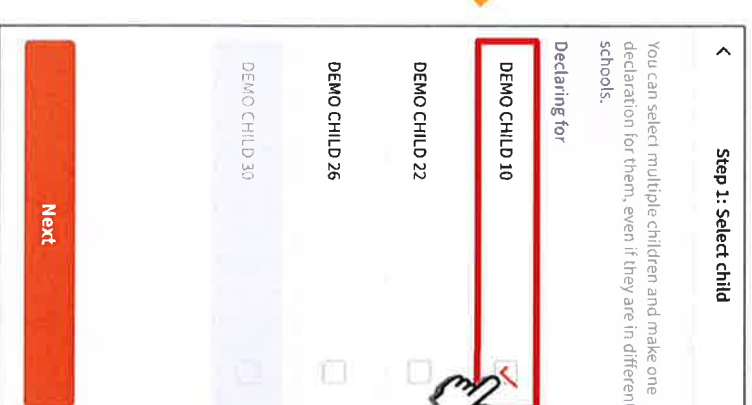 Step 1: Select child
You can select multiple children and make one
declaration for them, even if they are in different
schools.
Declaring for
DEMO CHILD 10
DEMO CHILD 22
DEMO CHILD 26
DEMO CHILD 30
Next